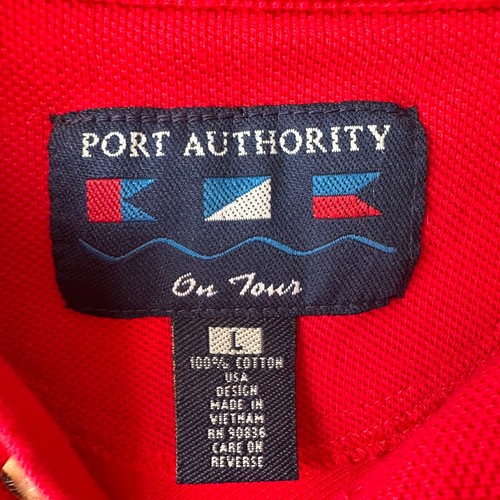 PORT AUTHORITY
On Tour
L
100% COTTON
USA
DESIGN
MADE IN
VIETNAM
RN 90836
CARE ON
REVERSE